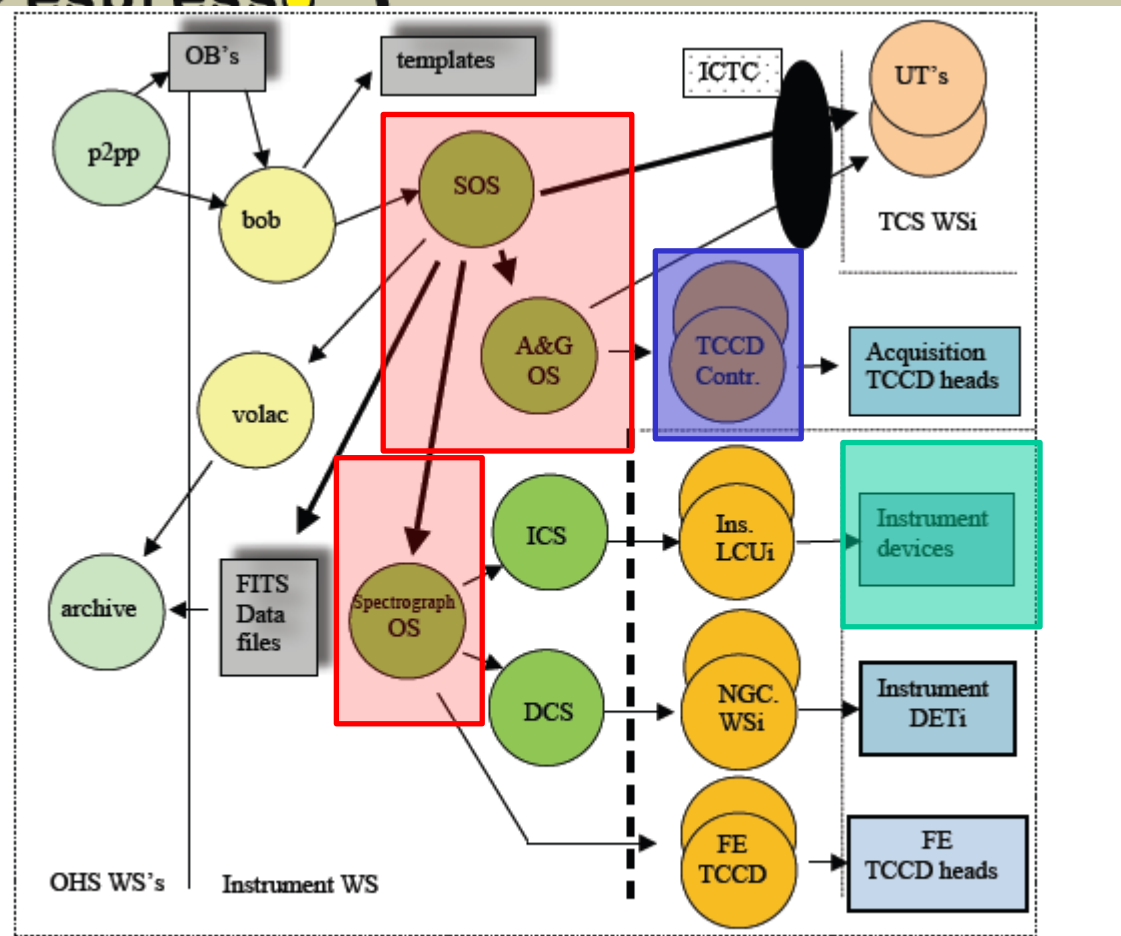 espresso
OB's
templates
ICTC
UT's
p2pp
SOS
bob
TCS WSi
A&G
OS
TCCD
Contr.
Acquisition
TCCD heads
volac
Ins.
LCUi
Instrument
devices
ICS
FITS
Data
files
archive
Spectrograph
OS
DCS
NGC.
WSi
Instrument
DETi
FE
TCCD
FE
TCCD heads
OHS WS's
Instrument WS